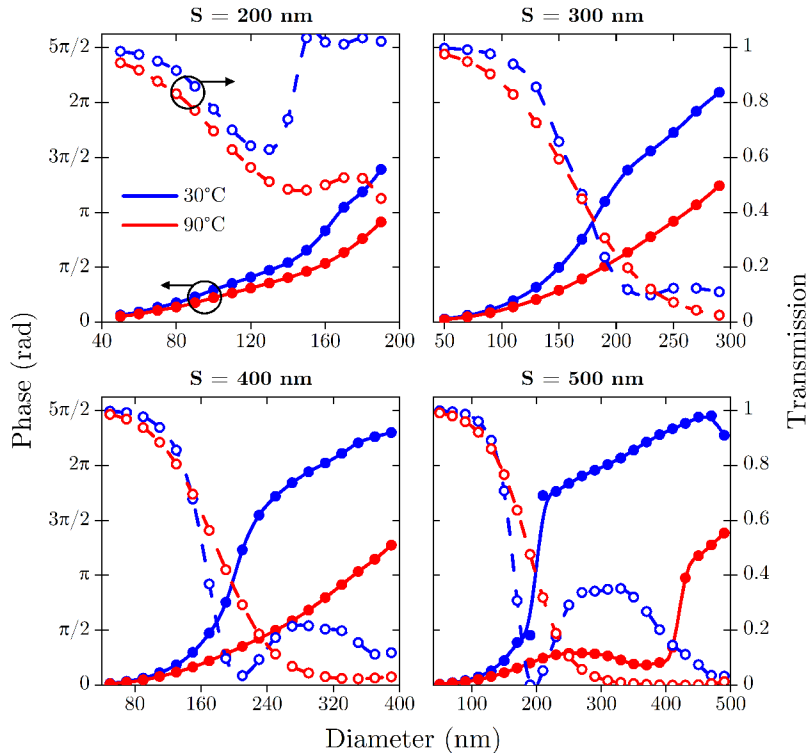 S = 200 nm
S = 300 nm
5π/2
2π
3π/2
π
π/2
0
30°C
90°C
40 80 120 160 200
50 100 150 200 250 300
1
0.8
0.6
0.4
0.2
0
S = 400 nm
S = 500 nm
5π/2
2π
3π/2
π
π/2
0
80 160 240 320 400
100 200 300 400 500
1
0.8
0.6
0.4
0.2
0
Phase (rad)
Transmission
Diameter (nm)